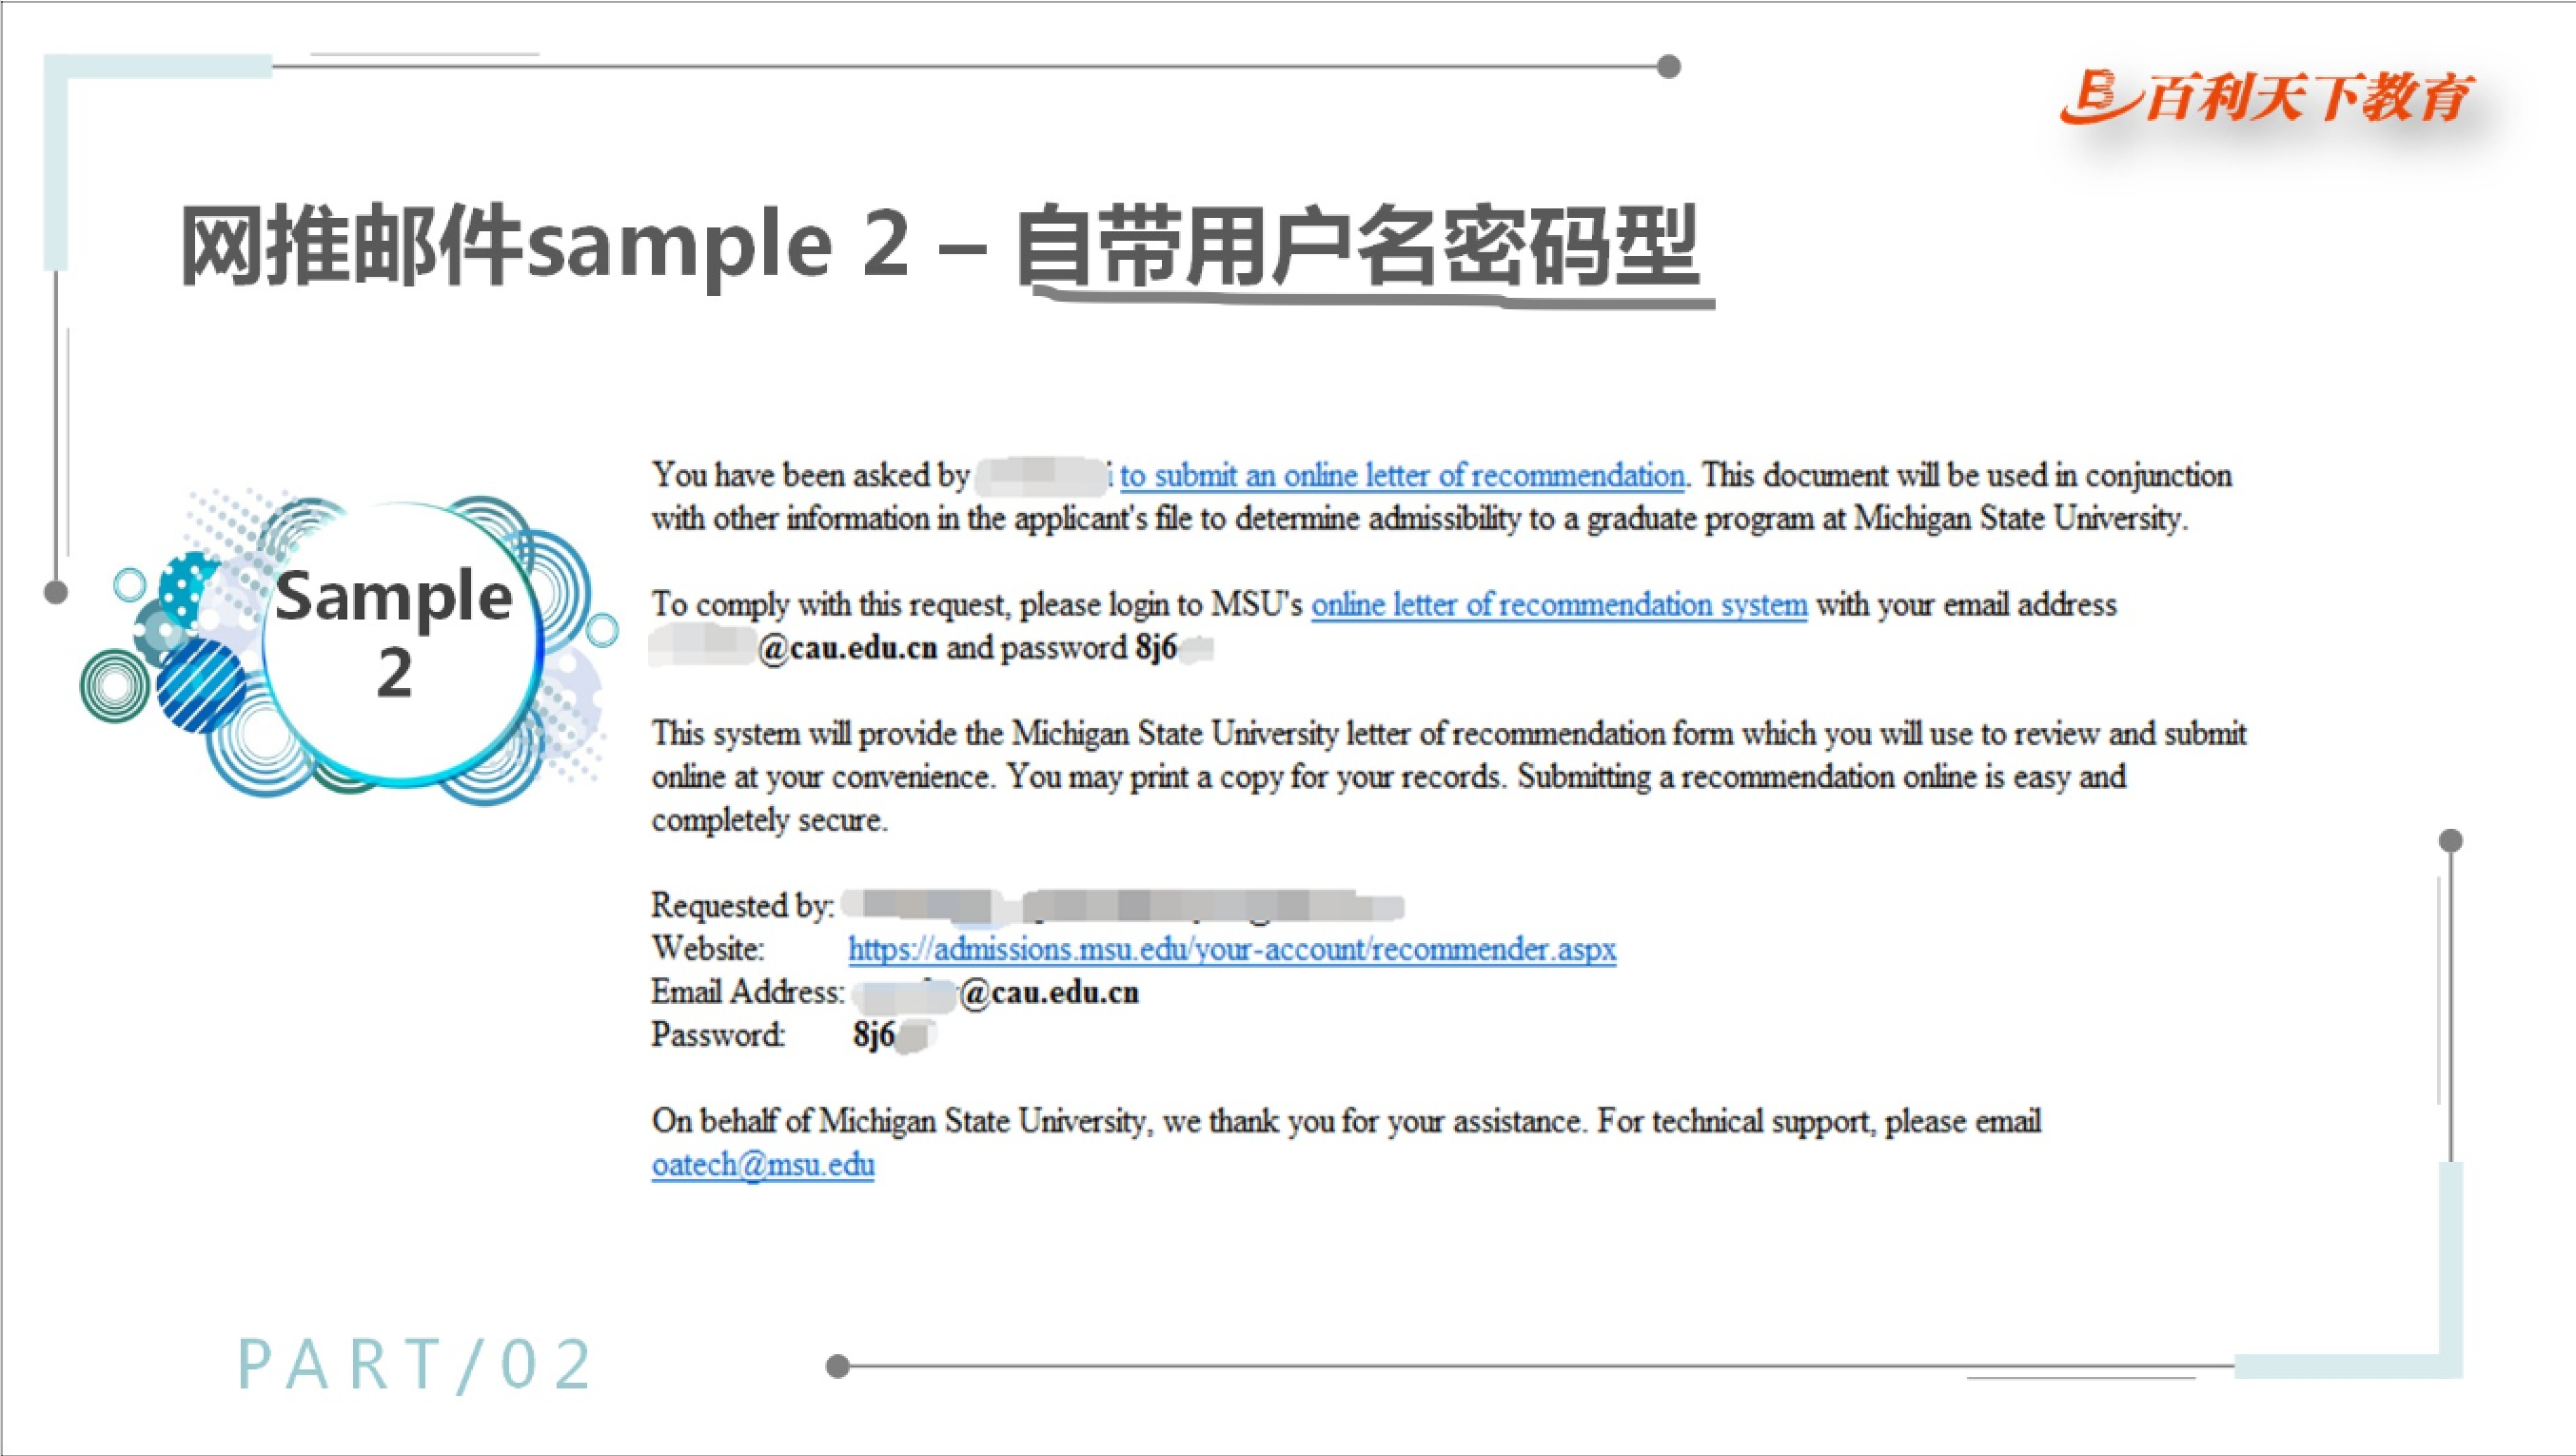 百利天下教育
网推邮件sample 2 – 自带用户名密码型
Sample
2
You have been asked by i to submit an online letter of recommendation. This document will be used in conjunction
with other information in the applicant's file to determine admissibility to a graduate program at Michigan State University.
To comply with this request, please login to MSU's online letter of recommendation system with your email address
@cau.edu.cn and password 8j6
This system will provide the Michigan State University letter of recommendation form which you will use to review and submit
online at your convenience. You may print a copy for your records. Submitting a recommendation online is easy and
completely secure.
Requested by:
Website: https://admissions.msu.edu/your-account/recommender.aspx
Email Address: @cau.edu.cn
Password: 8j6
On behalf of Michigan State University, we thank you for your assistance. For technical support, please email
oatech@msu.edu
PART/02